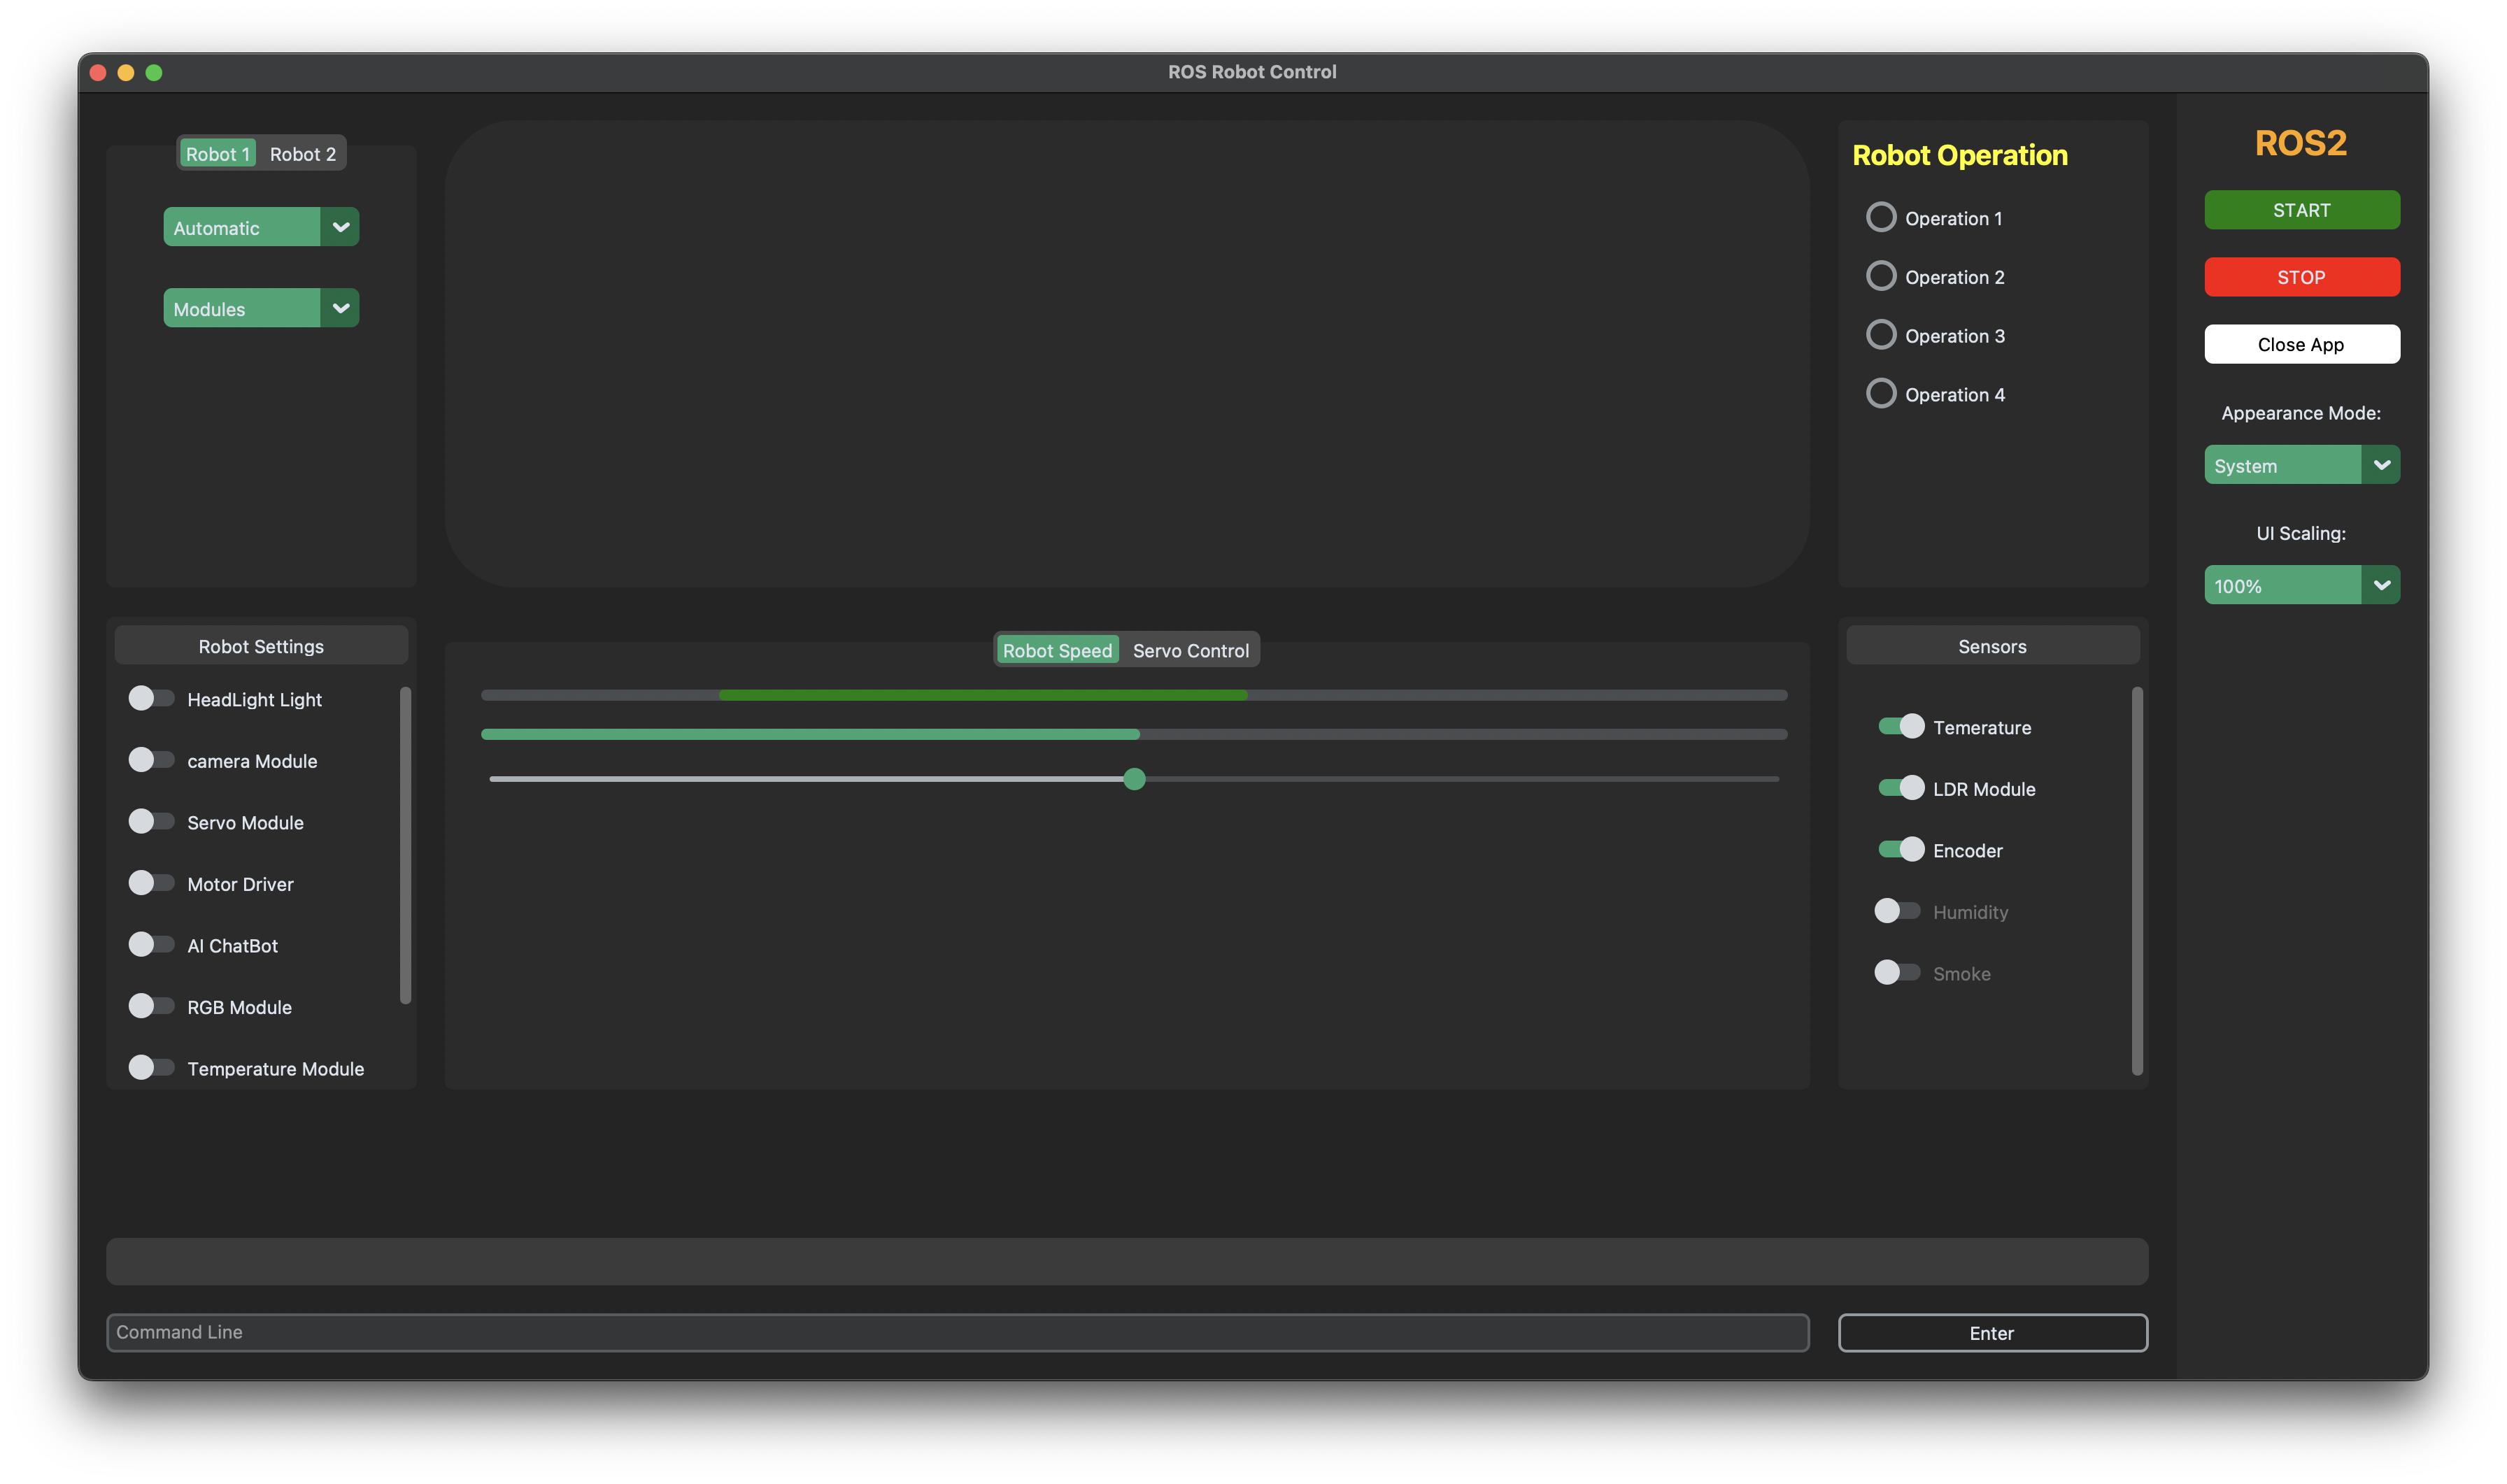 ROS Robot Control
Robot 1 Robot 2
Automatic
Modules
Robot Operation
Operation 1
Operation 2
Operation 3
Operation 4
ROS2
START
STOP
Close App
Appearance Mode:
System
UI Scaling:
100%
Robot Settings
HeadLight Light
camera Module
Servo Module
Motor Driver
AI ChatBot
RGB Module
Temperature Module
Robot Speed Servo Control
Sensors
Temerature
LDR Module
Encoder
Humidity
Smoke
Command Line
Enter